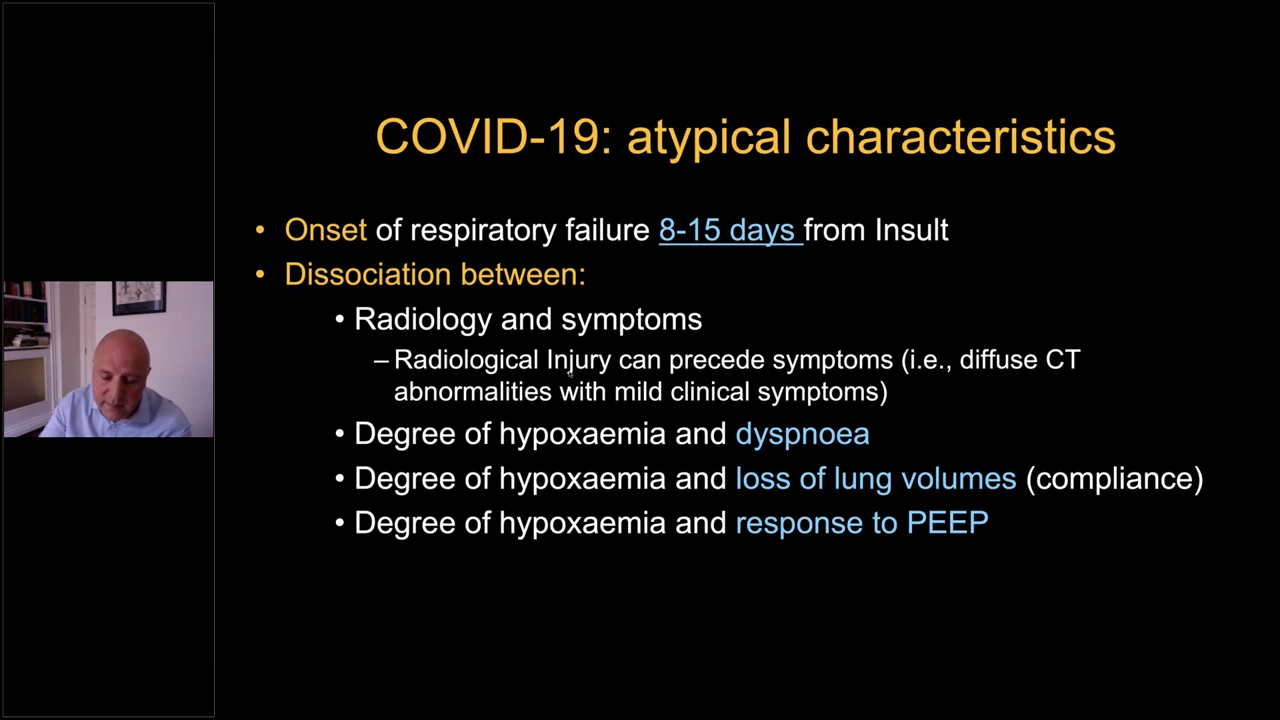 COVID-19: atypical characteristics
• Onset of respiratory failure 8-15 days from Insult
• Dissociation between:
• Radiology and symptoms
– Radiological Injury can precede symptoms (i.e., diffuse CT
abnormalities with mild clinical symptoms)
• Degree of hypoxaemia and dyspnoea
• Degree of hypoxaemia and loss of lung volumes (compliance)
• Degree of hypoxaemia and response to PEEP